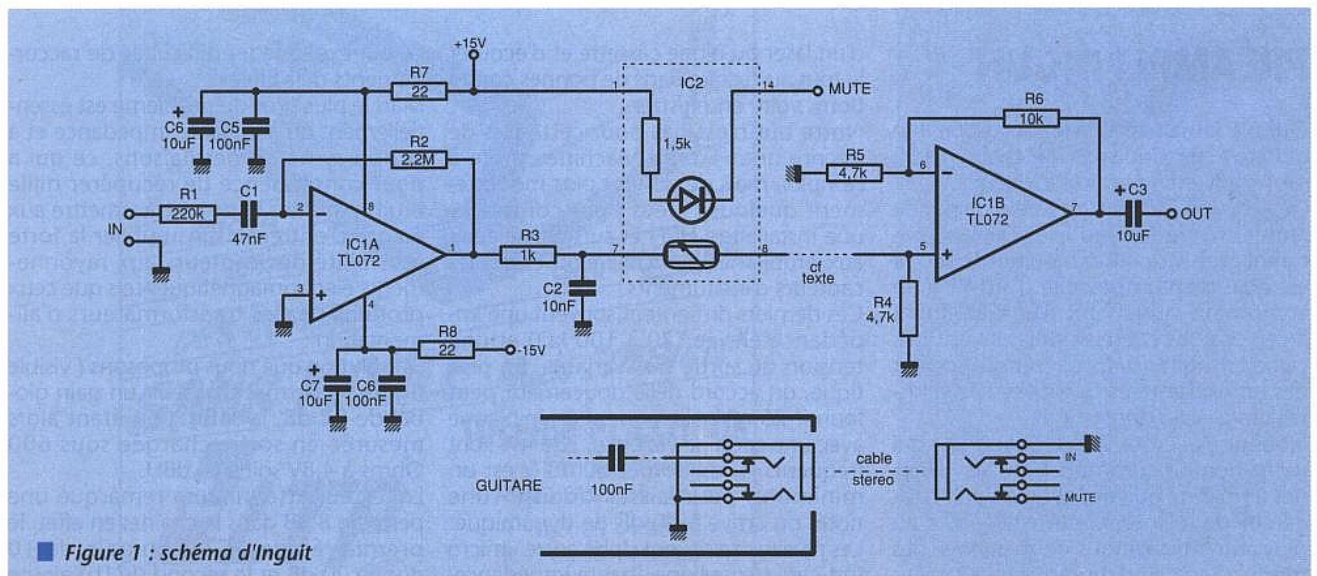 +15V
R7
22
IC2
1
14
MUTE
C6
10uF
C5
100nF
R2
2,2M
1,5k
R6
10k
R1
220k
C1
47nF
2
8
R5
4,7k
6
IN
IC1A
TL072
1
R3
1k
7
8
cf
texte
IC1B
TL072
7
C3
10uF
OUT
3
4
C2
10nF
5
R4
4,7k
R8
22
-15V
C7
10uF
C6
100nF
GUITARE
100nF
cable
stereo
IN
MUTE
Figure 1 : schéma d'Inguit